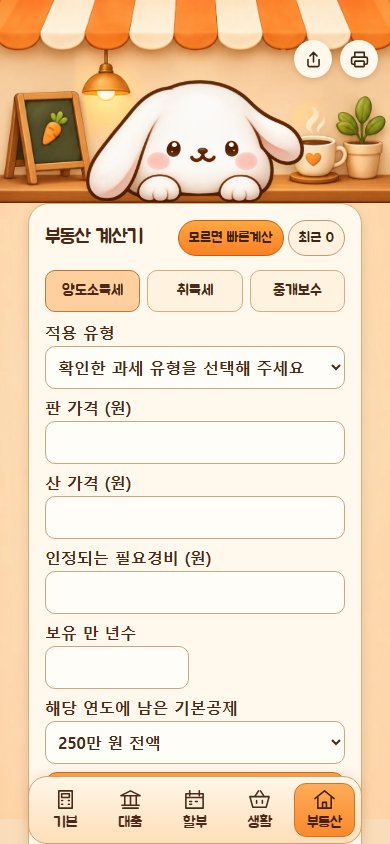 부동산 계산기
모르면 빠른계산
최근 0
양도소득세
취득세
중개보수
적용 유형
확인한 과세 유형을 선택해 주세요
판 가격 (원)
산 가격 (원)
인정되는 필요경비 (원)
보유 만 년수
해당 연도에 남은 기본공제
250만 원 전액
기본
대출
할부
생활
부동산